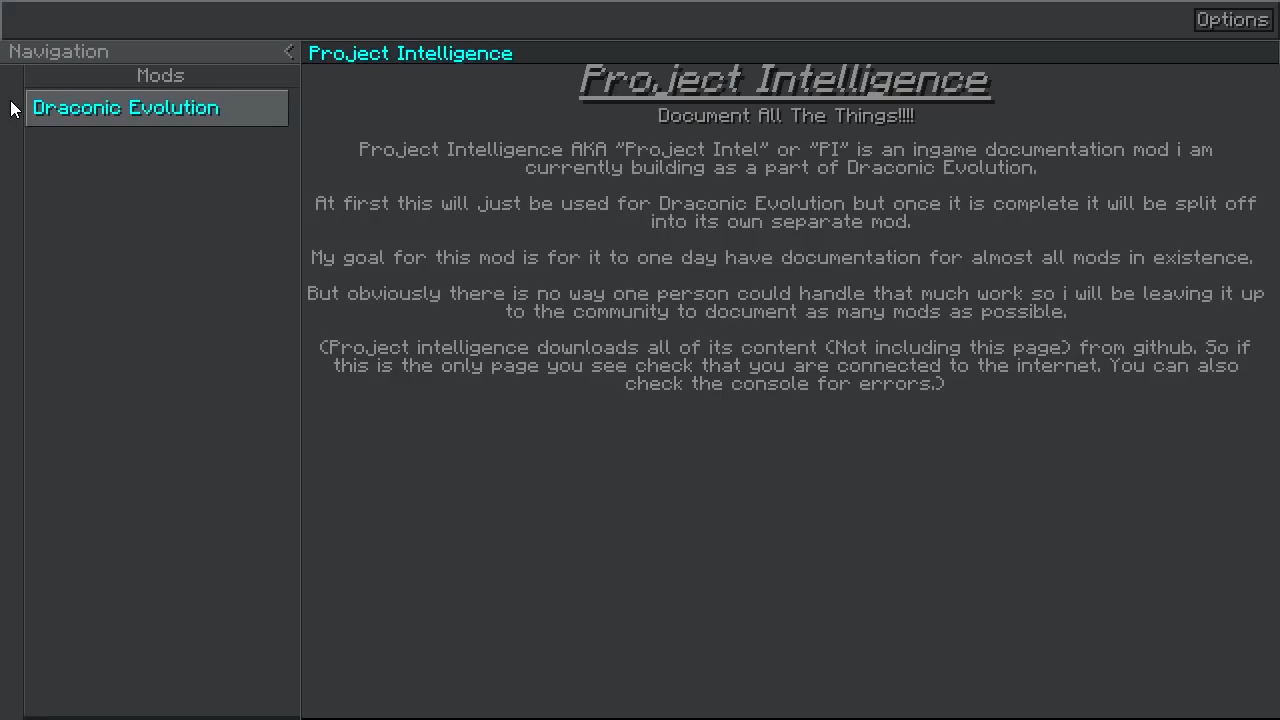 Options
Navigation <
Project Intelligence
Mods
Draconic Evolution
Project Intelligence
Document All The Things!!!!
Project Intelligence AKA "Project Intel" or "PI" is an ingame documentation mod i am
currently building as a part of Draconic Evolution.
At first this will just be used for Draconic Evolution but once it is complete it will be split off
into its own separate mod.
My goal for this mod is for it to one day have documentation for almost all mods in existence.
But obviously there is no way one person could handle that much work so i will be leaving it up
to the community to document as many mods as possible.
(Project intelligence downloads all of its content (Not including this page) from github. So if
this is the only page you see check that you are connected to the internet. You can also
check the console for errors.)